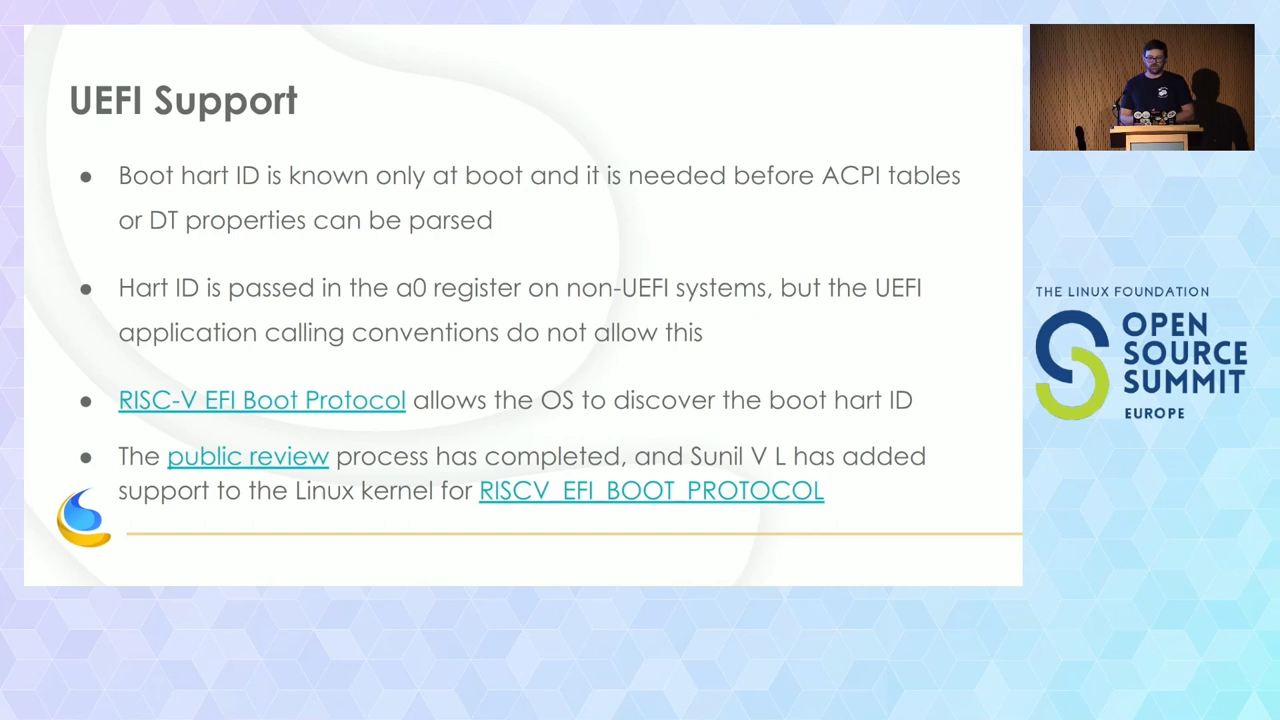 UEFI Support
● Boot hart ID is known only at boot and it is needed before ACPI tables
or DT properties can be parsed
● Hart ID is passed in the a0 register on non-UEFI systems, but the UEFI
application calling conventions do not allow this
● RISC-V EFI Boot Protocol allows the OS to discover the boot hart ID
● The public review process has completed, and Sunil V L has added
support to the Linux kernel for RISCV_EFI_BOOT_PROTOCOL
THE LINUX FOUNDATION
OPEN
SOURCE
SUMMIT
EUROPE